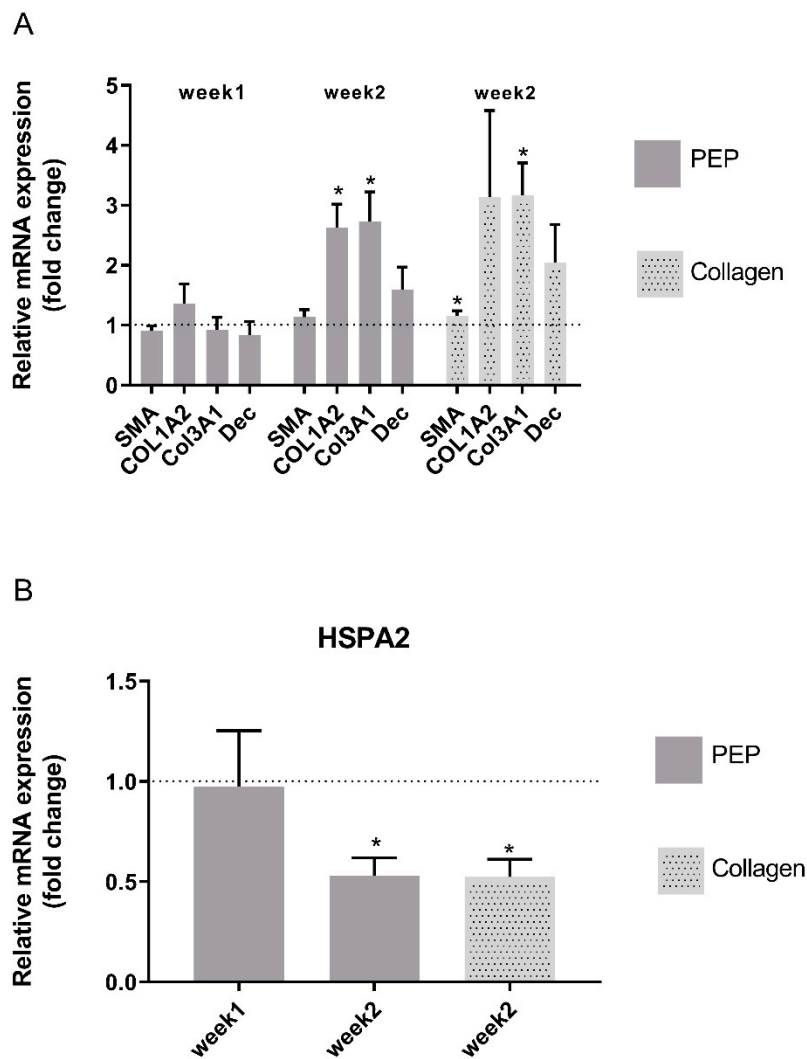 A
Relative mRNA expression
(fold change)
5
4
3
2
1
0
week1
week2
week2
*
*
*
*
SMA
COL1A2
Col3A1
Dec
SMA
COL1A2
Col3A1
Dec
SMA
COL1A2
Col3A1
Dec
PEP
Collagen
B
HSPA2
Relative mRNA expression
(fold change)
1.5
1.0
0.5
0.0
*
*
week1
week2
week2
PEP
Collagen